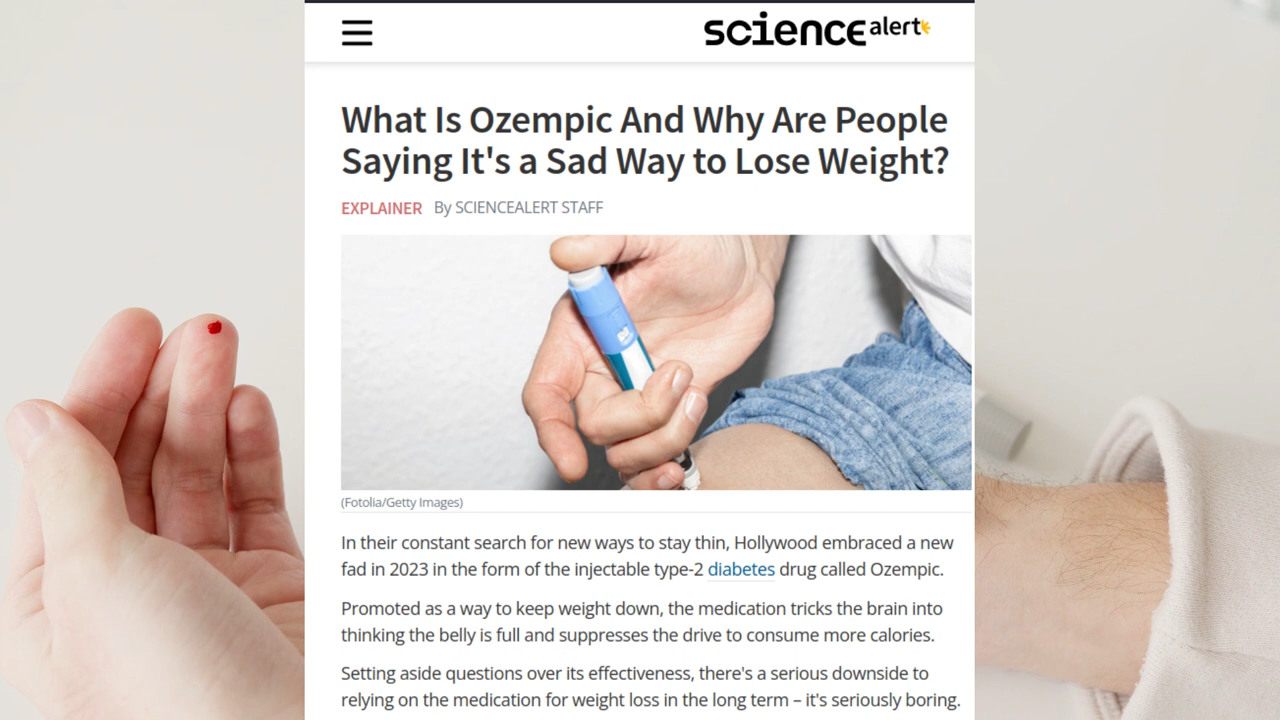 science alert
What Is Ozempic And Why Are People
Saying It's a Sad Way to Lose Weight?
EXPLAINER By SCIENCEALERT STAFF
(Fotolia/Getty Images)
In their constant search for new ways to stay thin, Hollywood embraced a new
fad in 2023 in the form of the injectable type-2 diabetes drug called Ozempic.
Promoted as a way to keep weight down, the medication tricks the brain into
thinking the belly is full and suppresses the drive to consume more calories.
Setting aside questions over its effectiveness, there's a serious downside to
relying on the medication for weight loss in the long term – it's seriously boring.